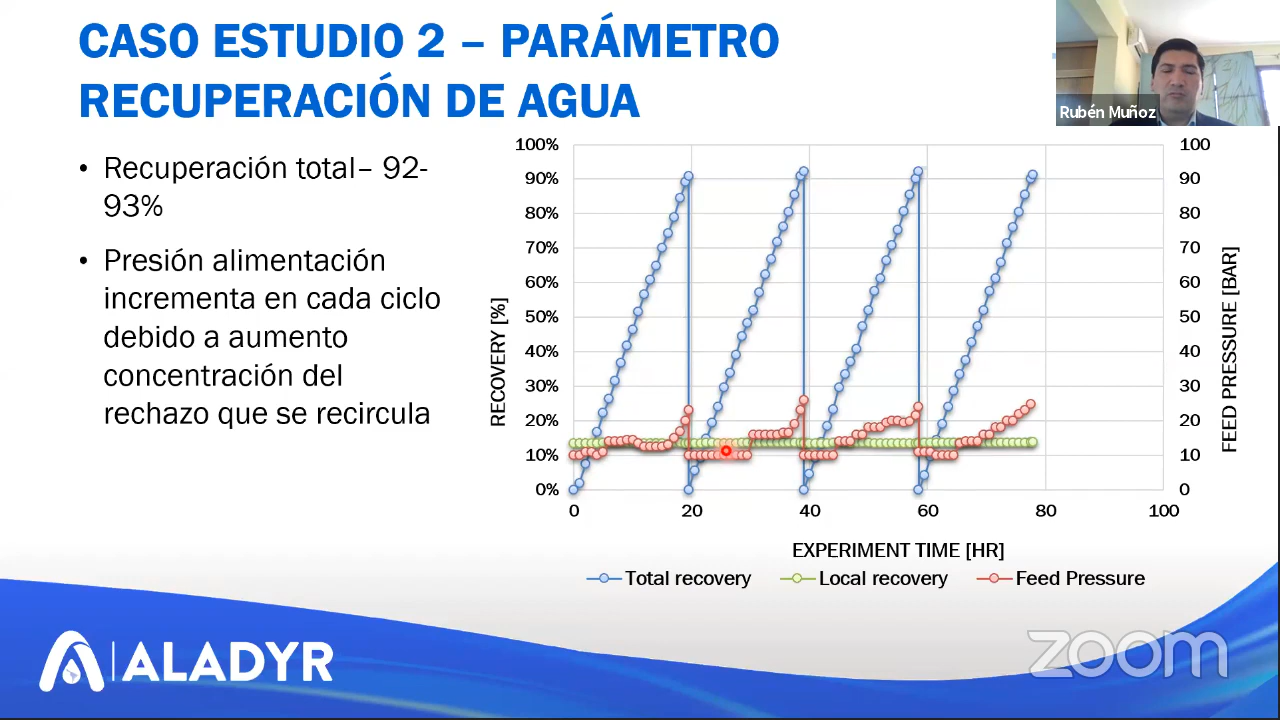 CASO ESTUDIO 2 – PARÁMETRO
RECUPERACIÓN DE AGUA
Rubén Muñoz
• Recuperación total– 92-
93%
• Presión alimentación
incrementa en cada ciclo
debido a aumento
concentración del
rechazo que se recircula
RECOVERY [%]
100%
90%
80%
70%
60%
50%
40%
30%
20%
10%
0%
100
90
80
70
60
50
40
30
20
10
0
FEED PRESSURE [BAR]
0 20 40 60 80 100
EXPERIMENT TIME [HR]
Total recovery Local recovery Feed Pressure
ALADYR
zoom